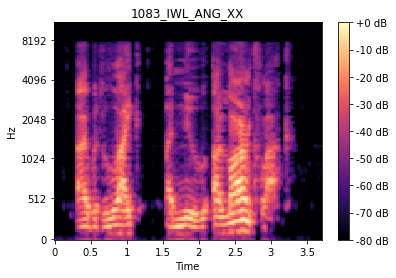 1083_IWL_ANG_XX
8192
4096
2048
1024
512
0
Hz
0 0.5 1 1.5 2 2.5 3 3.5
Time
+0 dB
-10 dB
-20 dB
-30 dB
-40 dB
-50 dB
-60 dB
-70 dB
-80 dB